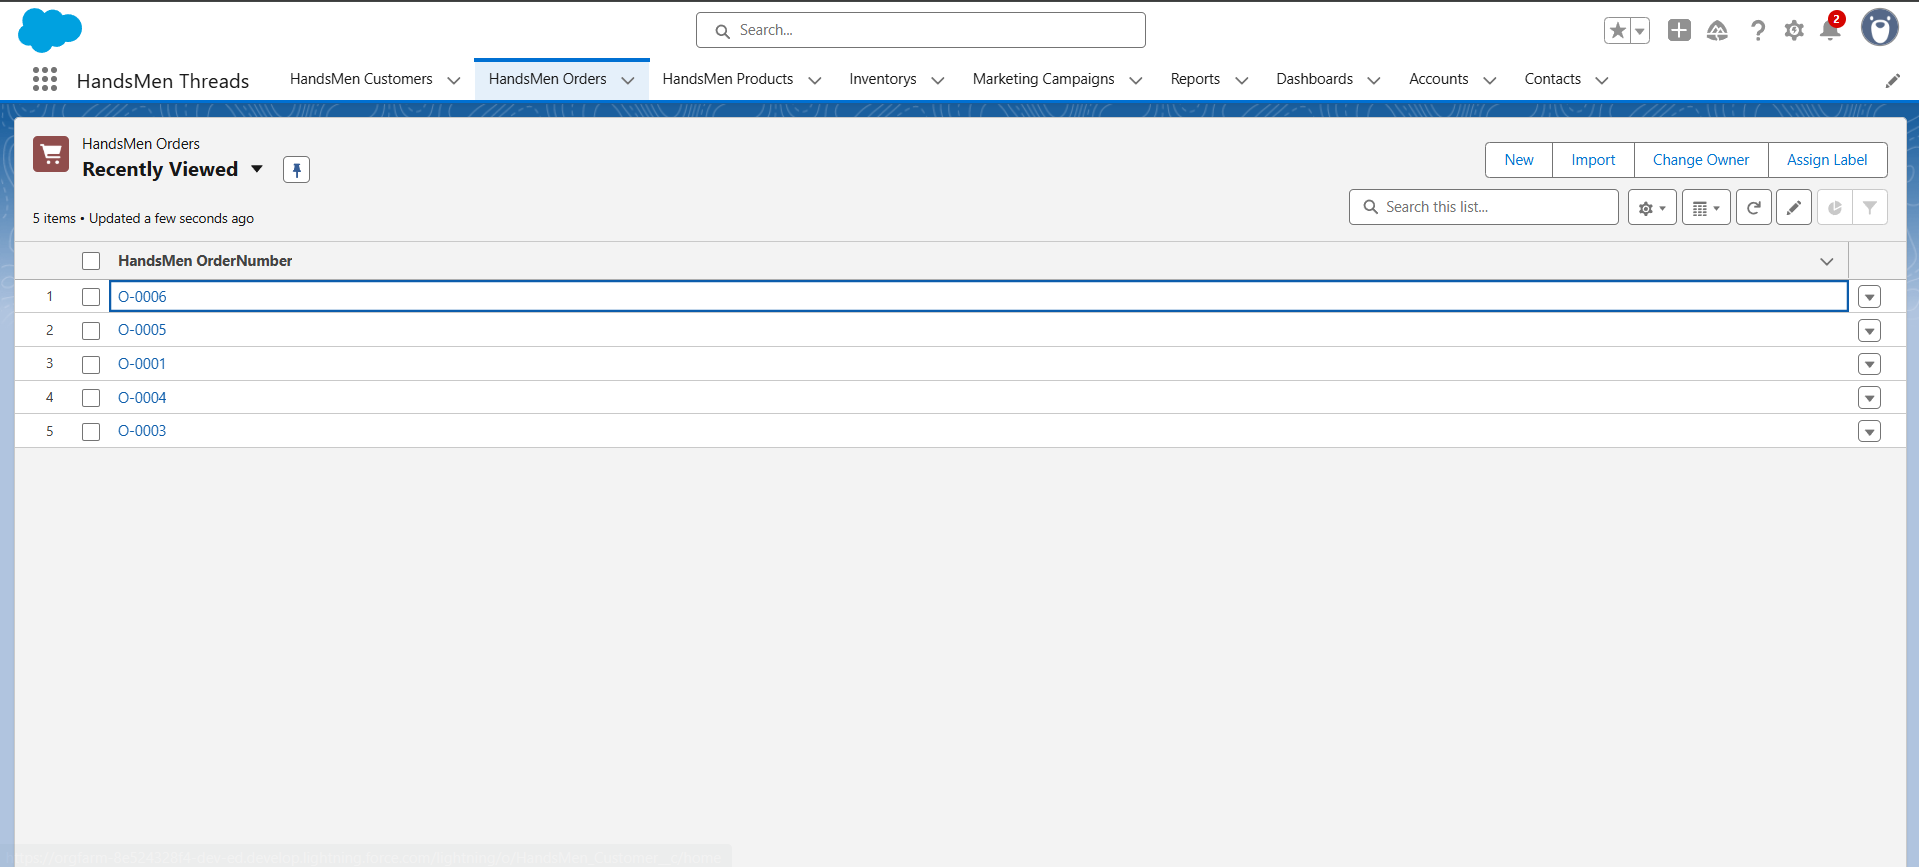 Search...
2
HandsMen Threads
HandsMen Customers
HandsMen Orders
HandsMen Products
Inventorys
Marketing Campaigns
Reports
Dashboards
Accounts
Contacts
HandsMen Orders
Recently Viewed
New
Import
Change Owner
Assign Label
5 items • Updated a few seconds ago
Search this list...
HandsMen OrderNumber
1 O-0006
2 O-0005
3 O-0001
4 O-0004
5 O-0003